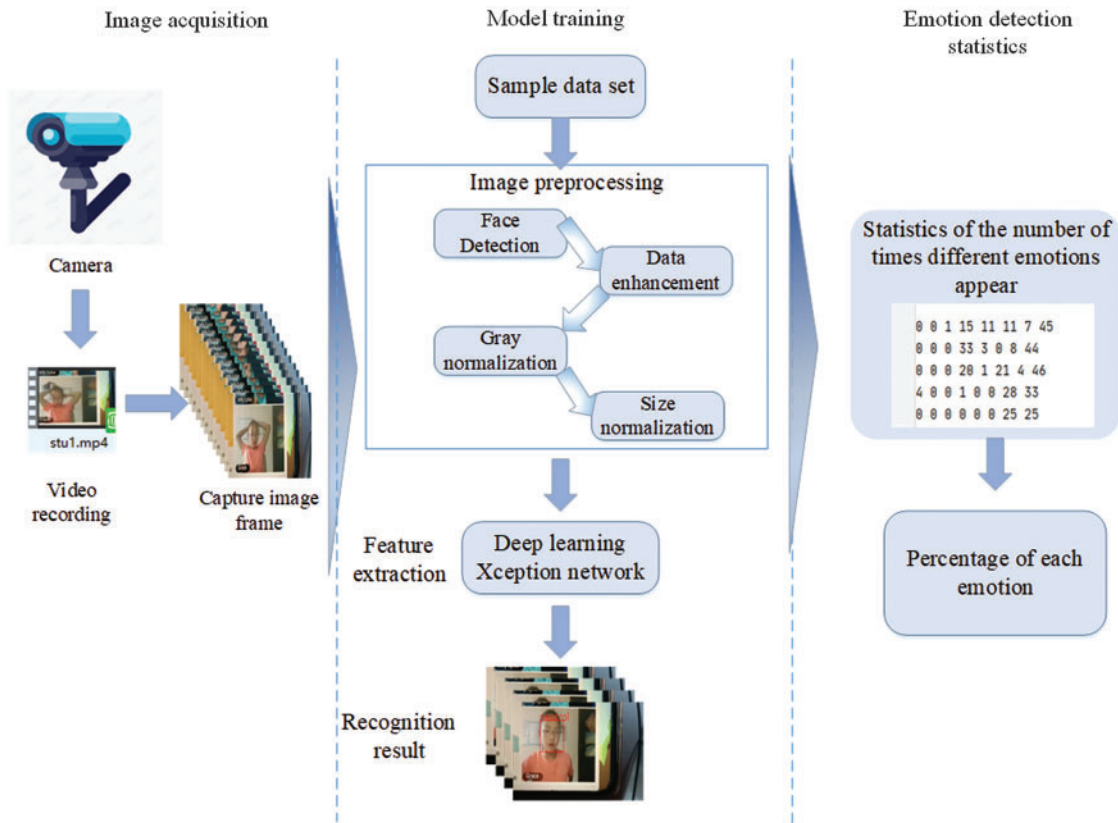 Image acquisition
Model training
Emotion detection
statistics
Camera
stu1.mp4
Video
recording
Capture image
frame
Sample data set
Image preprocessing
Face
Detection
Data
enhancement
Gray
normalization
Size
normalization
Feature
extraction
Deep learning
Xception network
Recognition
result
Statistics of the number of
times different emotions
appear
0 0 1 15 11 11 7 45
0 0 0 33 3 0 8 44
0 0 0 20 1 21 4 46
4 0 0 1 0 0 28 33
0 0 0 0 0 0 25 25
Percentage of each
emotion